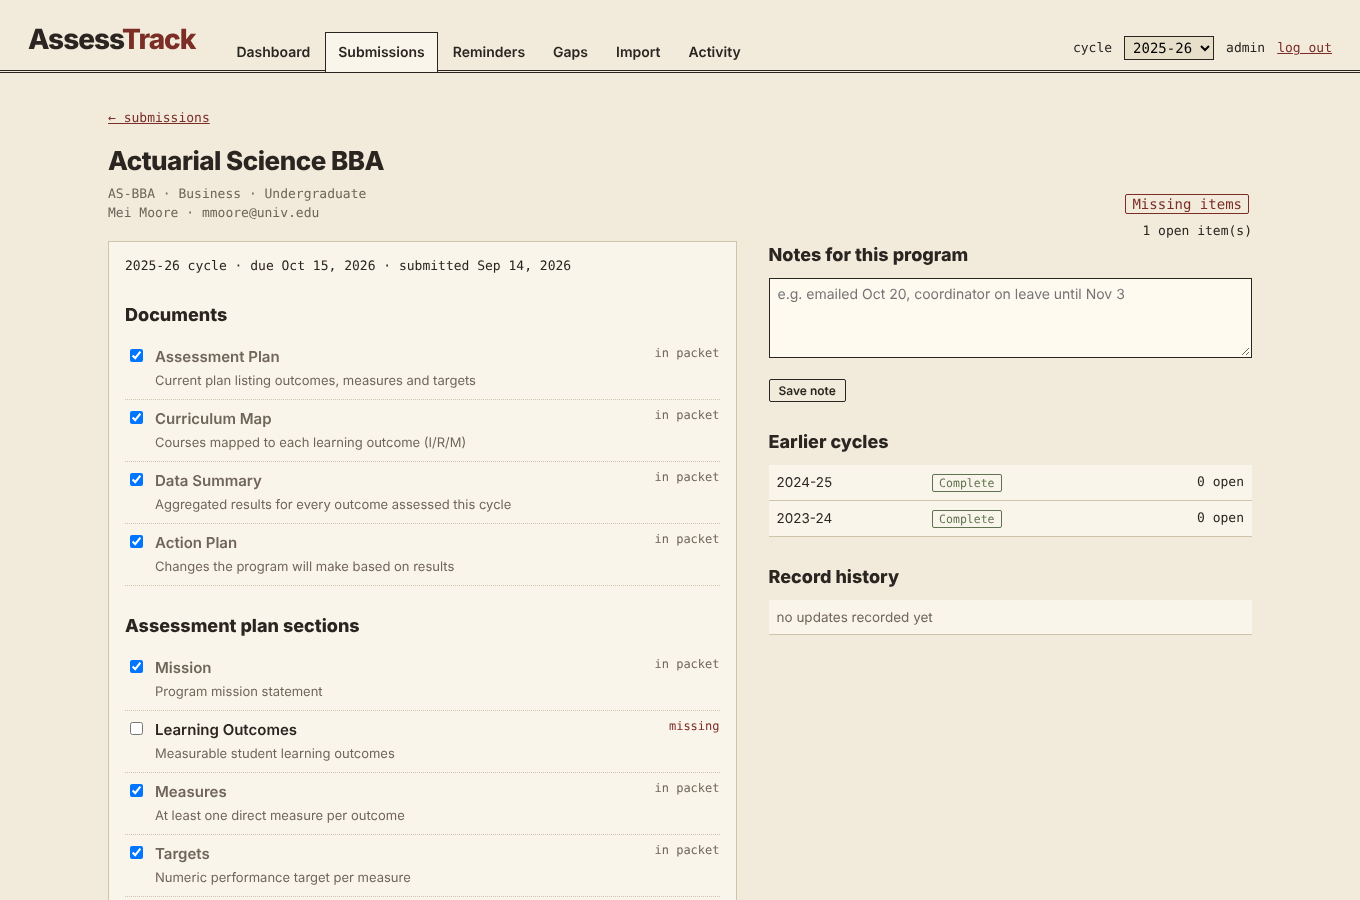 AssessTrack
Dashboard
Submissions
Reminders
Gaps
Import
Activity
cycle 2025-26 admin log out
← submissions
Actuarial Science BBA
AS-BBA · Business · Undergraduate
Mei Moore · mmoore@univ.edu
Missing items
1 open item(s)
2025-26 cycle · due Oct 15, 2026 · submitted Sep 14, 2026
Documents
Assessment Plan
in packet
Current plan listing outcomes, measures and targets
Curriculum Map
in packet
Courses mapped to each learning outcome (I/R/M)
Data Summary
in packet
Aggregated results for every outcome assessed this cycle
Action Plan
in packet
Changes the program will make based on results
Assessment plan sections
Mission
in packet
Program mission statement
Learning Outcomes
missing
Measurable student learning outcomes
Measures
in packet
At least one direct measure per outcome
Targets
in packet
Numeric performance target per measure
Notes for this program
e.g. emailed Oct 20, coordinator on leave until Nov 3
Save note
Earlier cycles
2024-25 Complete 0 open
2023-24 Complete 0 open
Record history
no updates recorded yet